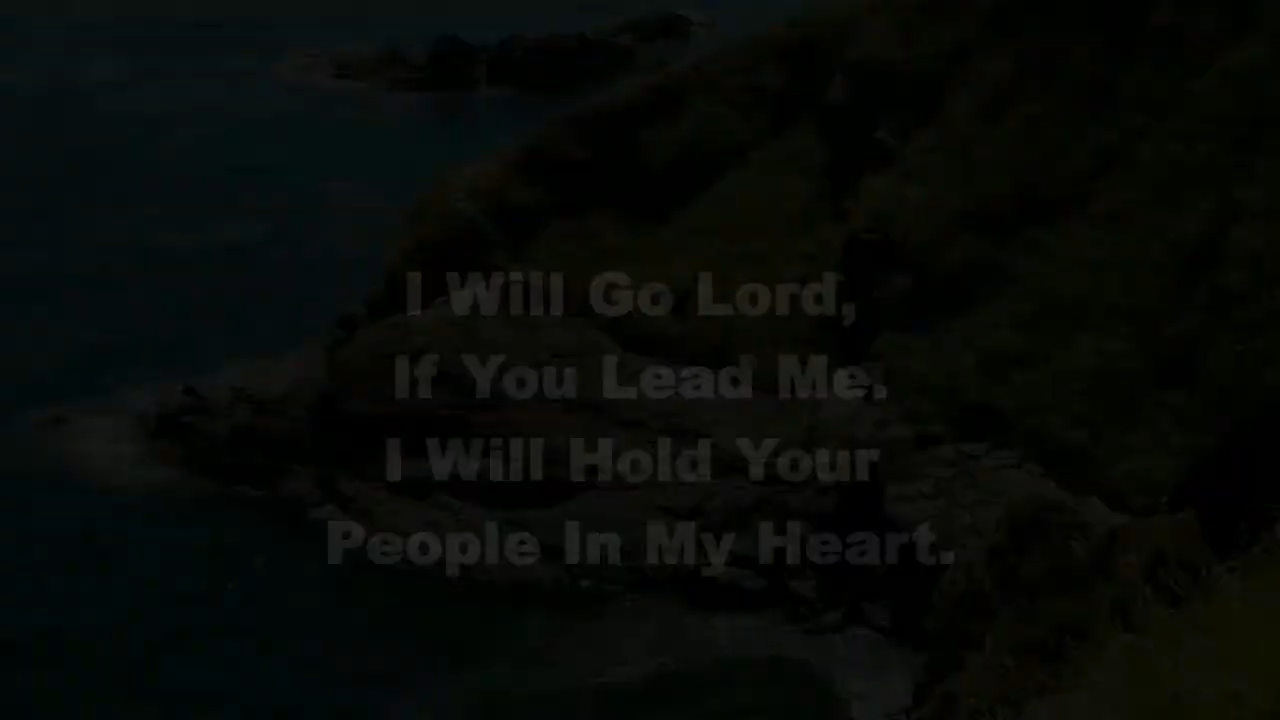 I Will Go Lord,
If You Lead Me.
I Will Hold Your
People In My Heart.